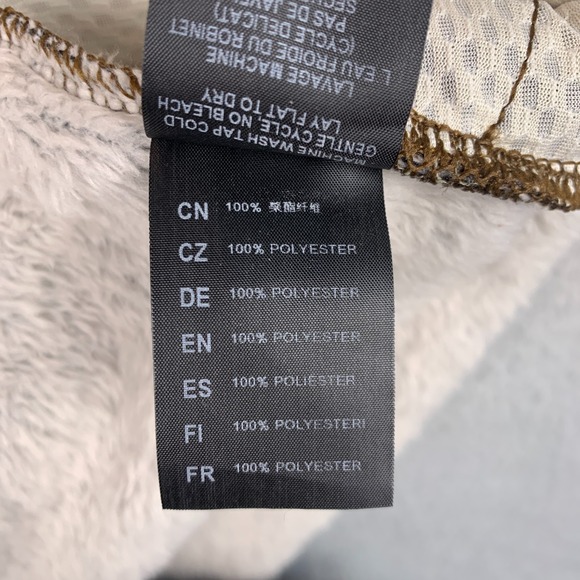 MACHINE WASH TAP COLD
GENTLE CYCLE, NO BLEACH
LAY FLAT TO DRY
LAVAGE MACHINE
L EAU FROIDE DU ROBINET
(CYCLE DELICAT)
PAS DE JAVE
CN 100% 聚酯纤维
CZ 100% POLYESTER
DE 100% POLYESTER
EN 100% POLYESTER
ES 100% POLIÉSTER
FI 100% POLYESTERI
FR 100% POLYESTER